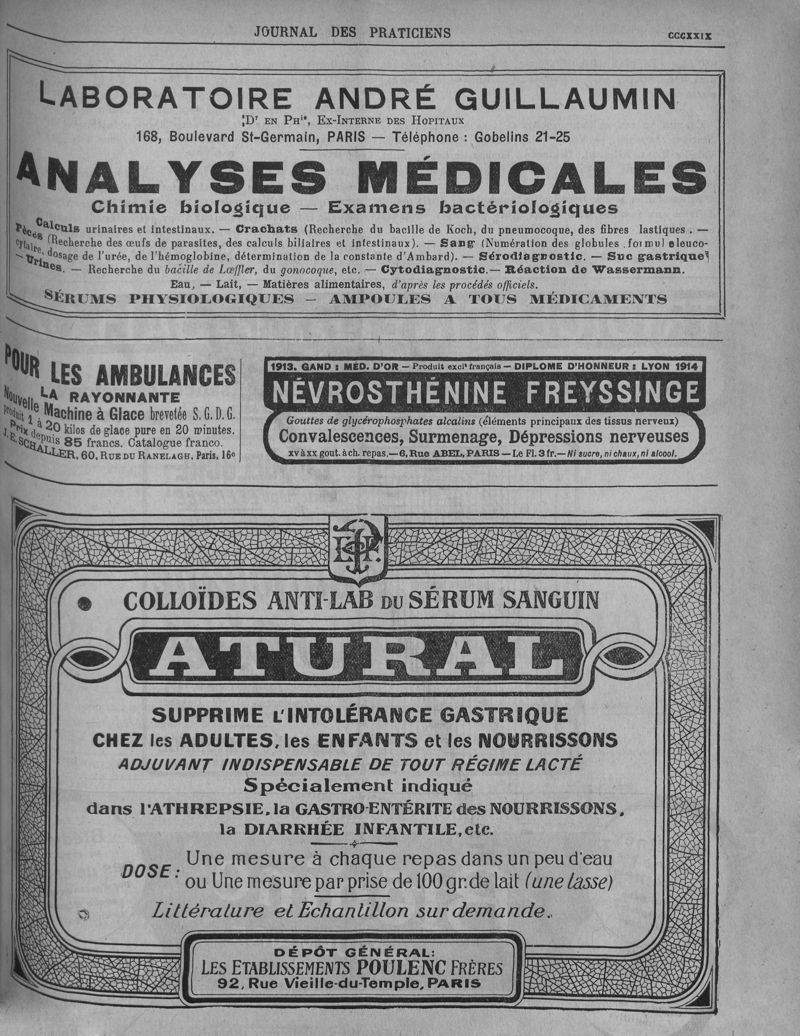 JOURNAL DES PRATICIENS
CCCXXIX
LABORATOIRE ANDRÉ GUILLAUMIN
Dʳ EN Phⁱᵉ, EX-INTERNE DES HOPITAUX
168, Boulevard St-Germain, PARIS — Téléphone : Gobelins 21-25
ANALYSES MÉDICALES
Chimie biologique — Examens bactériologiques
Calculs urinaires et intestinaux. — Crachats (Recherche du bacille de Koch, du pneumocoque, des fibres lastiques . —
Fèces (Recherche des œufs de parasites, des calculs biliaires et intestinaux). — Sang (Numération des globules . formul eleuco-
cytaire, dosage de l'urée, de l'hémoglobine, détermination de la constante d'Ambard). — Sérodiagnostic. — Suc gastrique
— Urines. — Recherche du bacille de Lœffler, du gonocoque, etc. — Cytodiagnostic. — Réaction de Wassermann.
Eau, — Lait, — Matières alimentaires, d'après les procédés officiels.
SÉRUMS PHYSIOLOGIQUES — AMPOULES A TOUS MÉDICAMENTS
POUR LES AMBULANCES
Nouvelle LA RAYONNANTE
Machine à Glace brevetée S. G. D. G.
produit 1 à 20 kilos de glace pure en 20 minutes.
Prix depuis 85 francs. Catalogue franco.
J. E. SCHALLER, 60, RUE DU RANELAGH, Paris, 16e
1913. GAND : MÉD. D'OR — Produit exclt français — DIPLOME D'HONNEUR : LYON 1914
NÉVROSTHÉNINE FREYSSINGE
Gouttes de glycérophosphates alcalins (éléments principaux des tissus nerveux)
Convalescences, Surmenage, Dépressions nerveuses
xv à xx gout. à ch. repas. — 6, Rue ABEL, PARIS — Le Fl. 3 fr. — Ni sucre, ni chaux, ni alcool.
COLLOÏDES ANTI-LAB DU SÉRUM SANGUIN
ATURAL
SUPPRIME L'INTOLÉRANCE GASTRIQUE
CHEZ les ADULTES, les ENFANTS et les NOURRISSONS
ADJUVANT INDISPENSABLE DE TOUT RÉGIME LACTÉ
Spécialement indiqué
dans l'ATHREPSIE, la GASTRO-ENTÉRITE des NOURRISSONS,
la DIARRHÉE INFANTILE, etc.
DOSE : Une mesure à chaque repas dans un peu d'eau
ou Une mesure par prise de 100 gr. de lait (une tasse)
Littérature et Echantillon sur demande.
DÉPÔT GÉNÉRAL:
LES ETABLISSEMENTS POULENC FRÈRES
92, Rue Vieille-du-Temple, PARIS